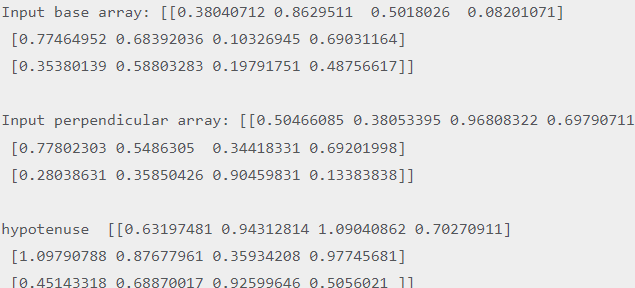 Input base array: [[0.38040712 0.8629511  0.5018026  0.08201071]
 [0.77464952 0.68392036 0.10326945 0.69031164]
 [0.35380139 0.58803283 0.19791751 0.48756617]]
Input perpendicular array: [[0.50466085 0.38053395 0.96808322 0.69790711
 [0.77802303 0.5486305  0.34418331 0.69201998]
 [0.28038631 0.35850426 0.90459831 0.13383838]]
hypotenuse  [[0.63197481 0.94312814 1.09040862 0.70270911]
 [1.09790788 0.87677961 0.35934208 0.97745681]
 [0.45143318 0.68870017 0.92599646 0.5056021 ]]